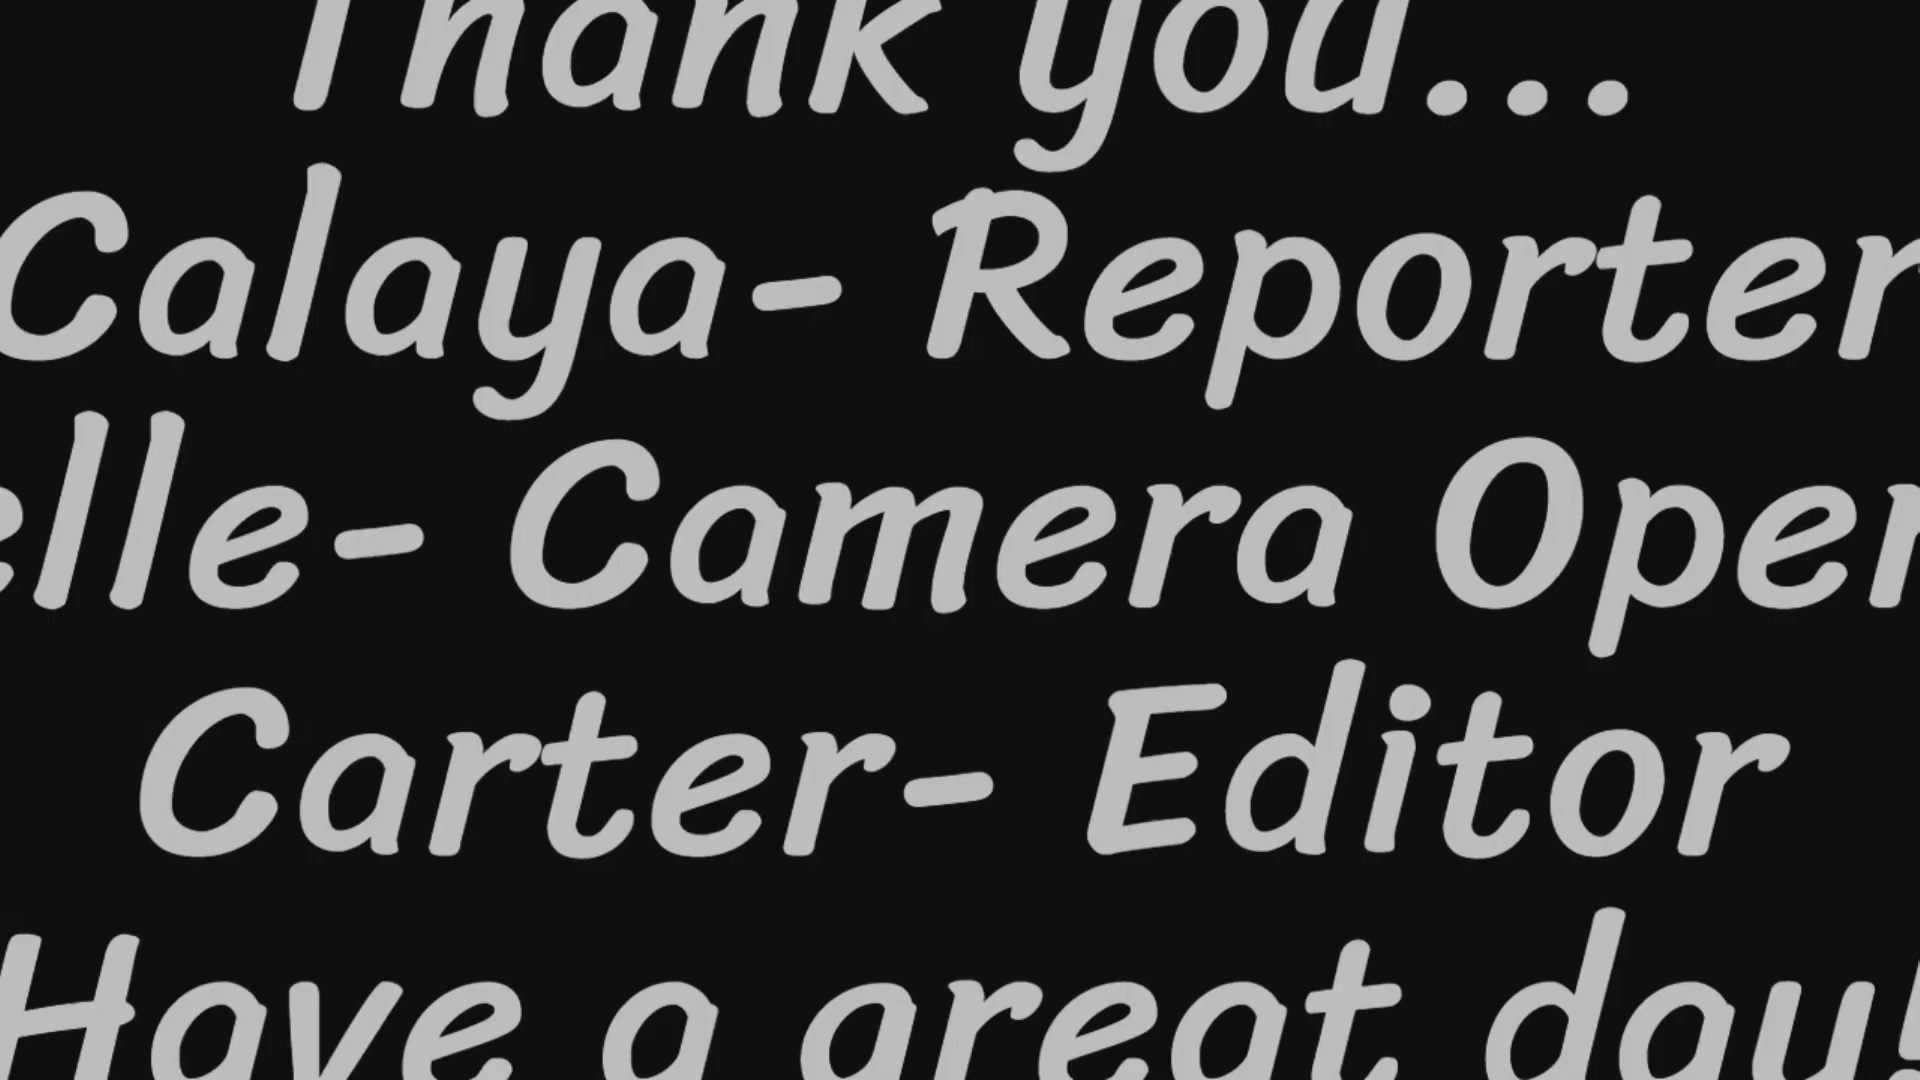 Thank you...
Calaya- Reporter
elle- Camera Oper
Carter- Editor
Have a great day!